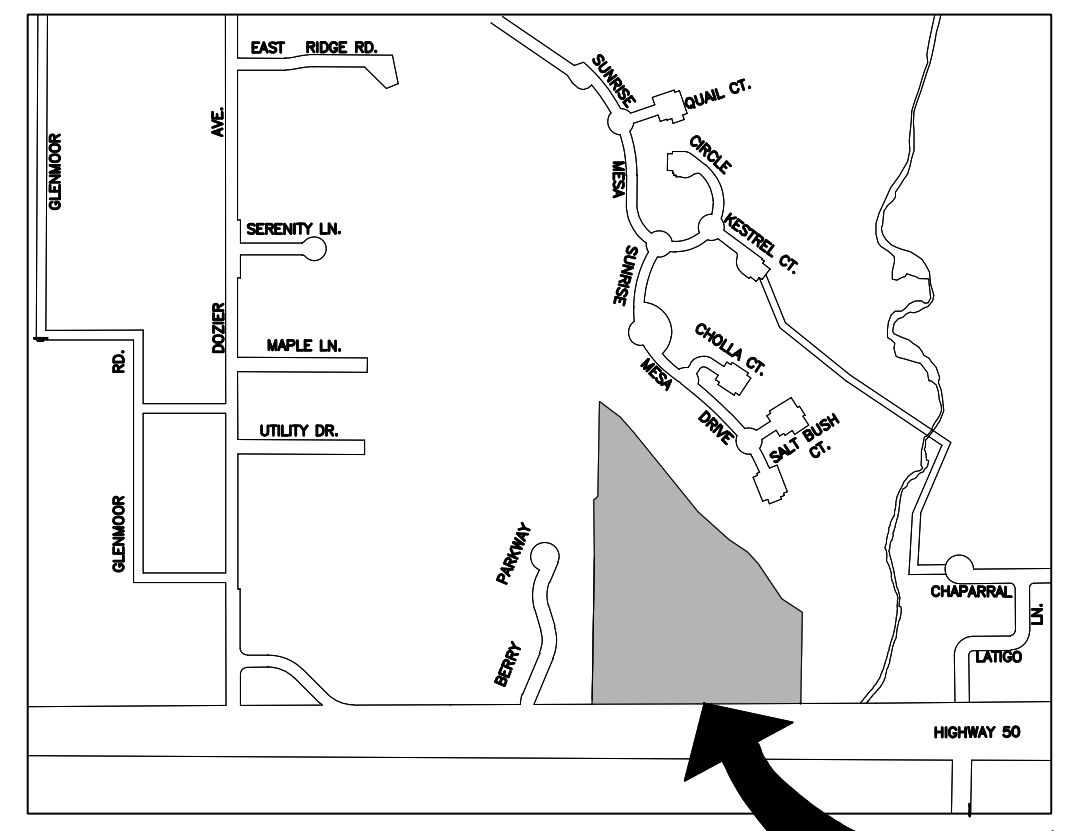 EAST RIDGE RD.
SUNRISE
QUAIL CT.
AVE.
GLENMOOR
CIRCLE
MESA
SERENITY LN.
KESTREL CT.
SUNRISE
DOZIER
MAPLE LN.
RD.
CHOLLA CT.
MESA
DRIVE
UTILITY DR.
SALT BUSH
CT.
GLENMOOR
PARKWAY
CHAPARRAL
LN.
BERRY
LATIGO
HIGHWAY 50